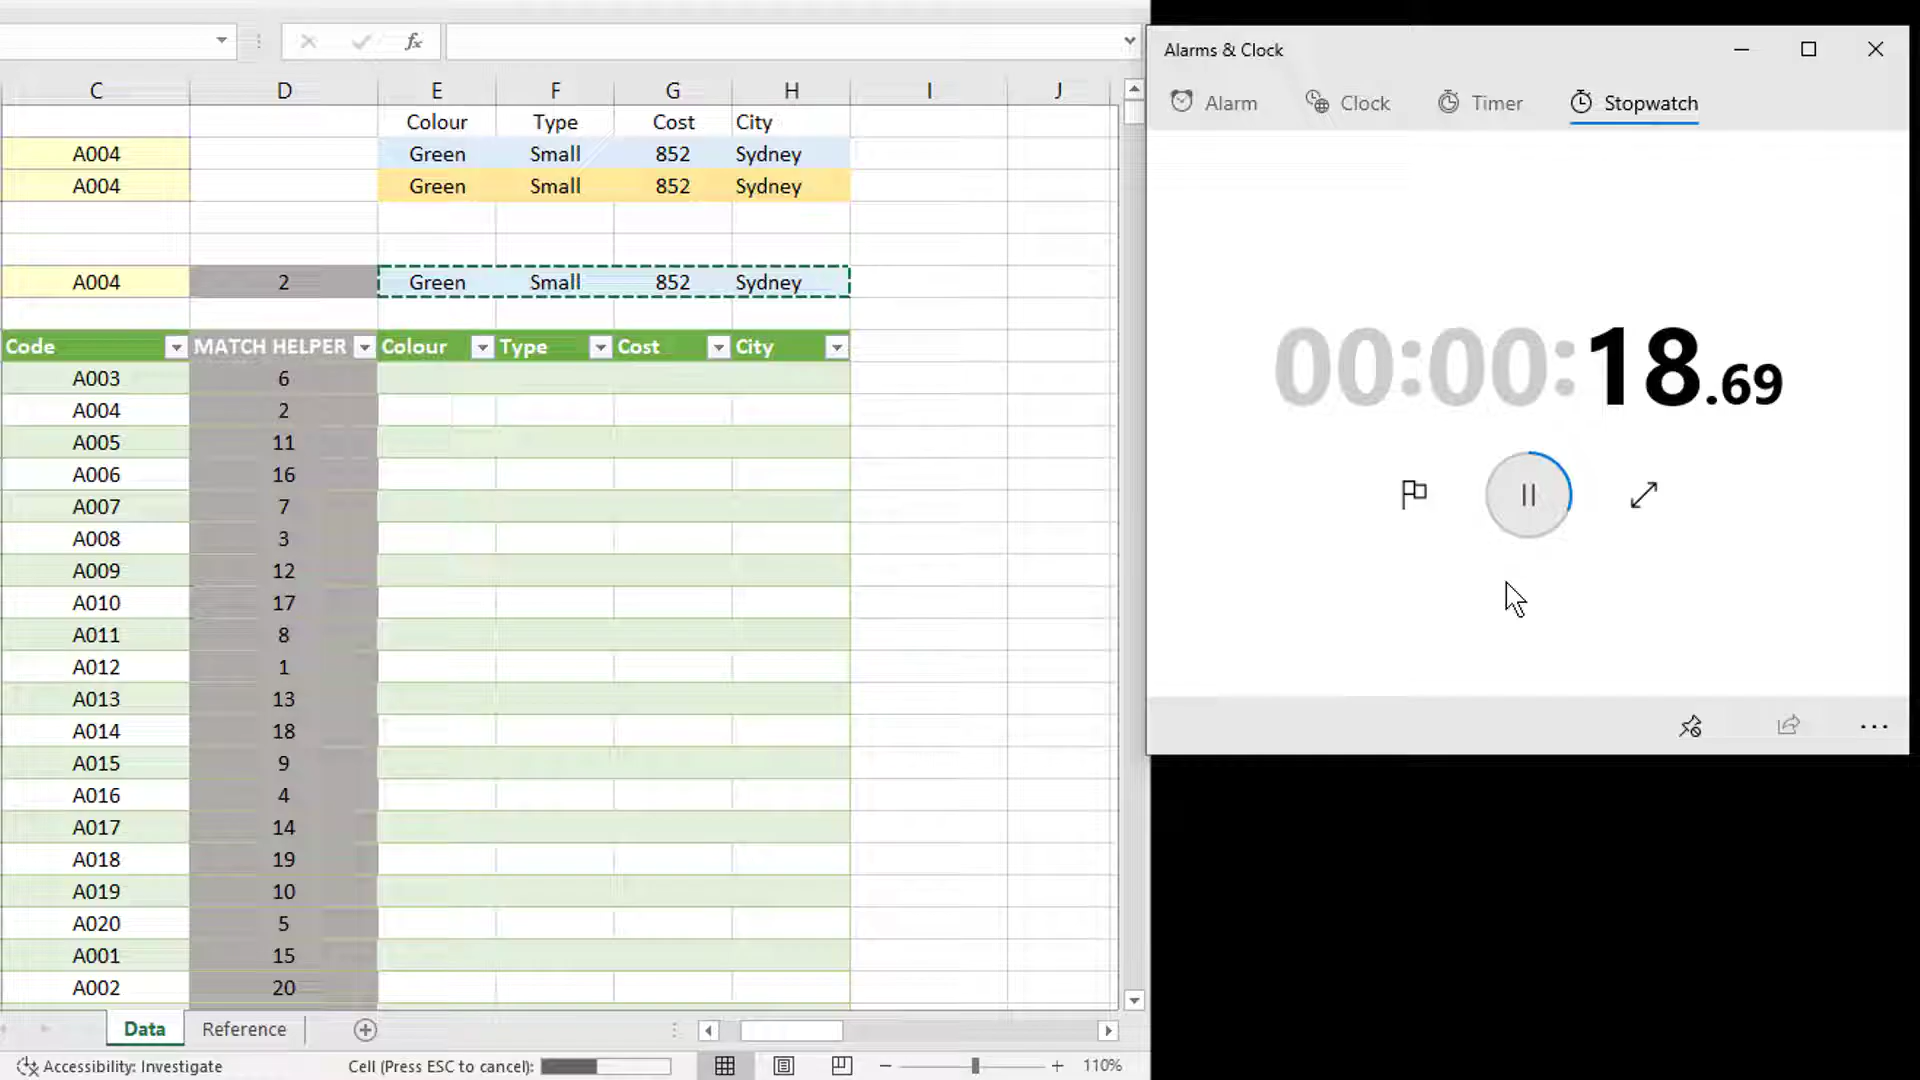 fx
C D E F G H I J
Colour Type Cost City
A004 Green Small 852 Sydney
A004 Green Small 852 Sydney
A004 2 Green Small 852 Sydney
Code MATCH HELPER Colour Type Cost City
A003 6
A004 2
A005 11
A006 16
A007 7
A008 3
A009 12
A010 17
A011 8
A012 1
A013 13
A014 18
A015 9
A016 4
A017 14
A018 19
A019 10
A020 5
A001 15
A002 20
Data Reference
Accessibility: Investigate Cell (Press ESC to cancel): 110%
Alarms & Clock
Alarm Clock Timer Stopwatch
00:00:18.69